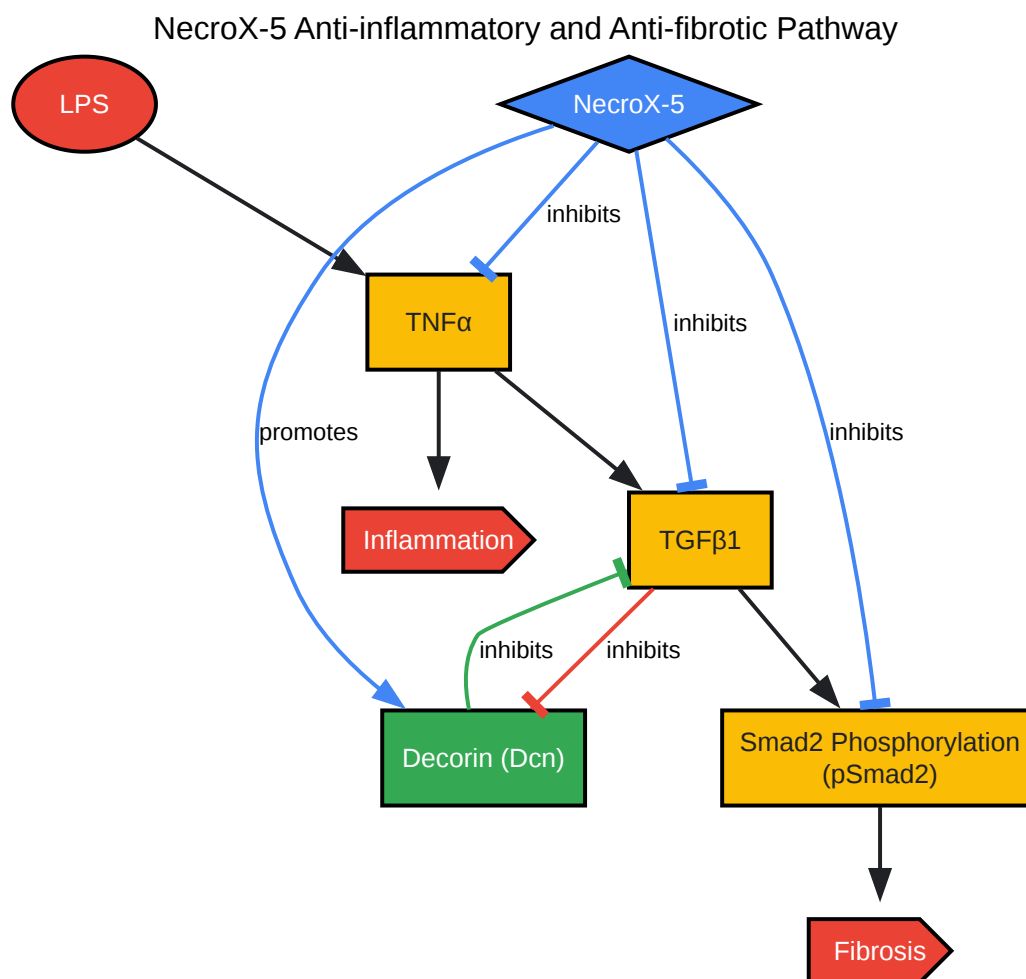 NecroX-5 Anti-inflammatory and Anti-fibrotic Pathway
LPS
NecroX-5
inhibits
TNFα
inhibits
promotes
inhibits
Inflammation
TGFβ1
inhibits
inhibits
Decorin (Dcn)
Smad2 Phosphorylation
(pSmad2)
Fibrosis